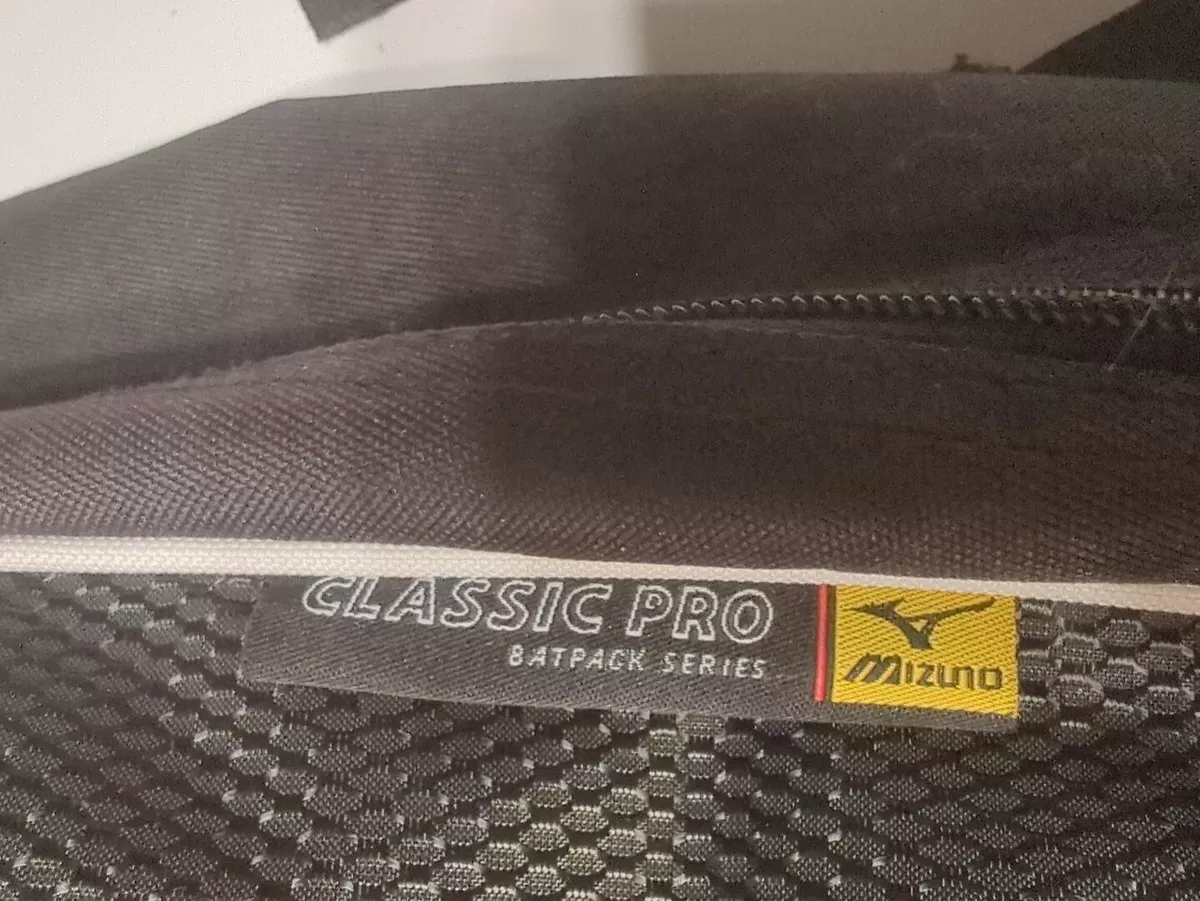 CLASSIC PRO
BATPACK SERIES
MIZUNO